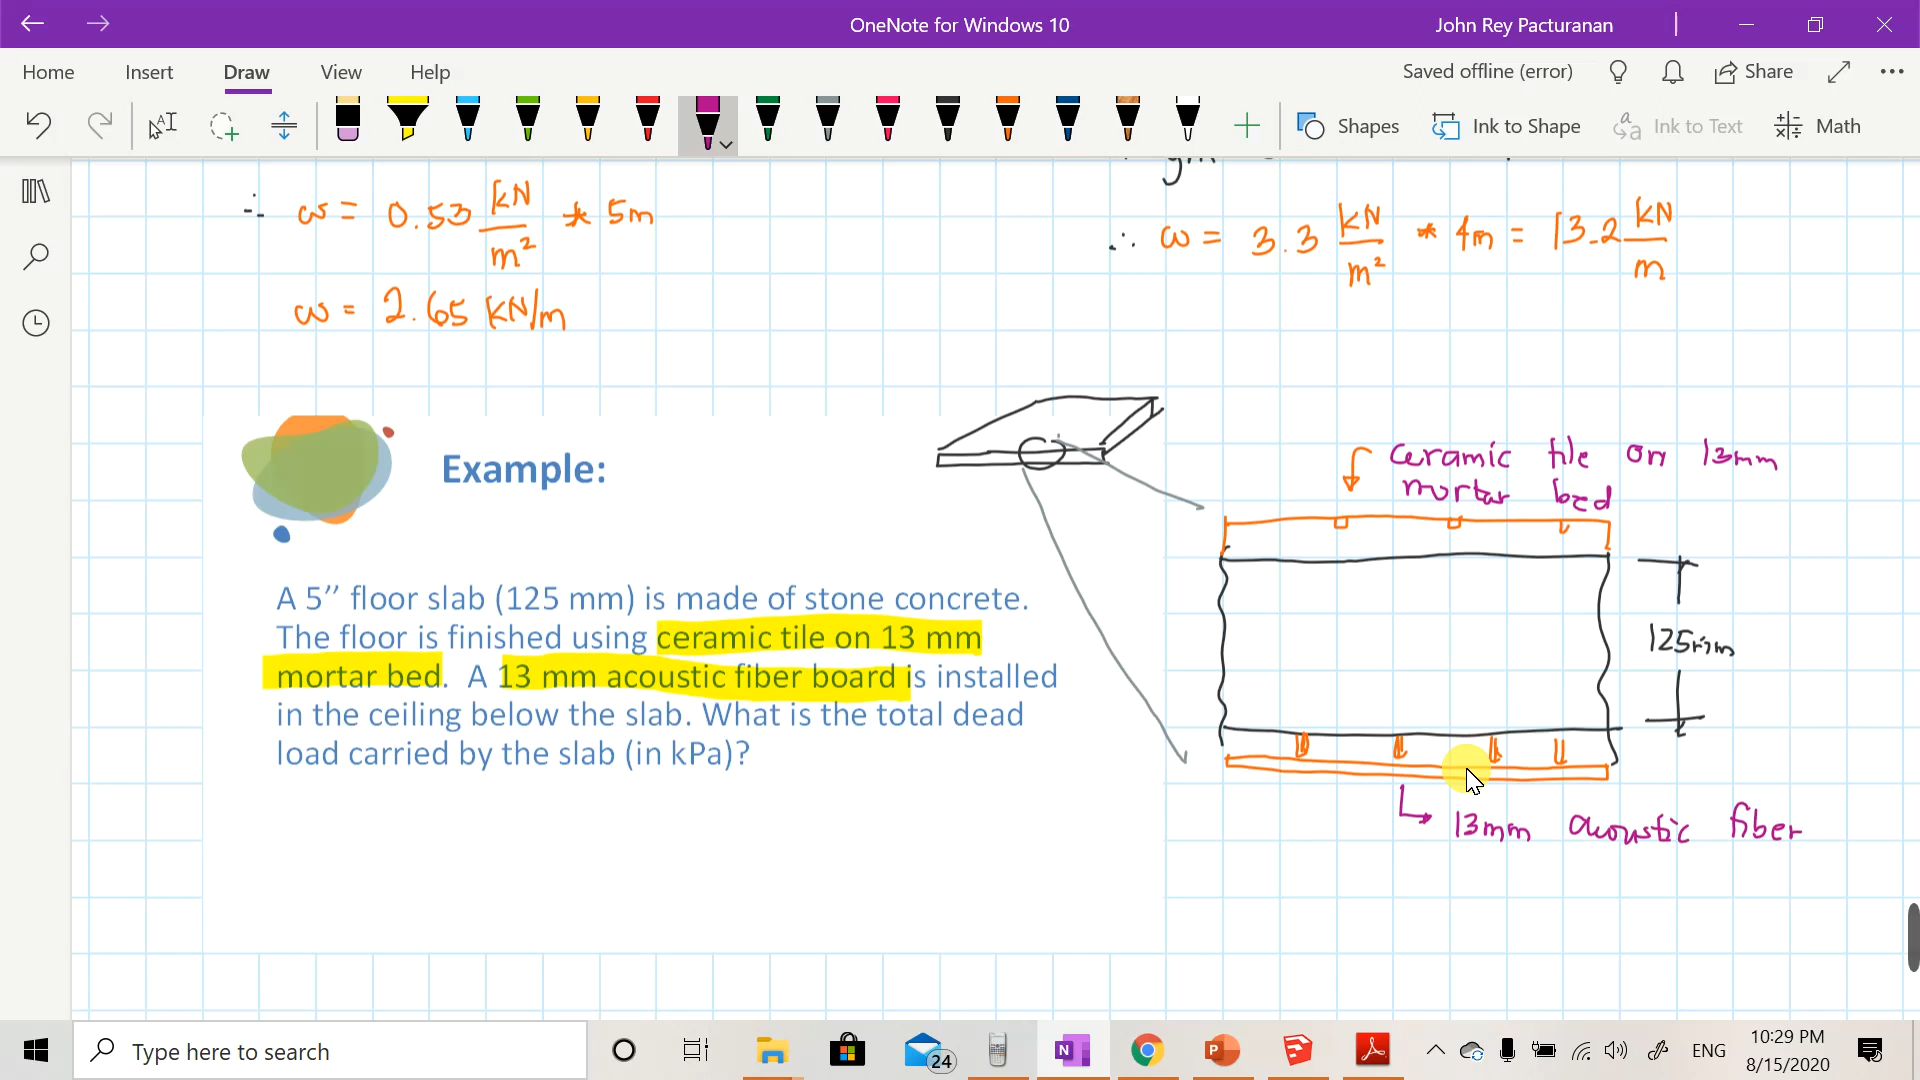 OneNote for Windows 10
John Rey Pacturanan
Home Insert Draw View Help
Saved offline (error) Share
Shapes Ink to Shape Ink to Text Math
∴ ω = 0.53 kN/m² * 5m
ω = 2.65 kN/m
∴ ω = 3.3 kN/m² * 4m = 13.2 kN/m
Example:
A 5’’ floor slab (125 mm) is made of stone concrete.
The floor is finished using ceramic tile on 13 mm
mortar bed. A 13 mm acoustic fiber board is installed
in the ceiling below the slab. What is the total dead
load carried by the slab (in kPa)?
ceramic tile on 13mm
mortar bed
125mm
13mm acoustic fiber
Type here to search
24
ENG
10:29 PM
8/15/2020